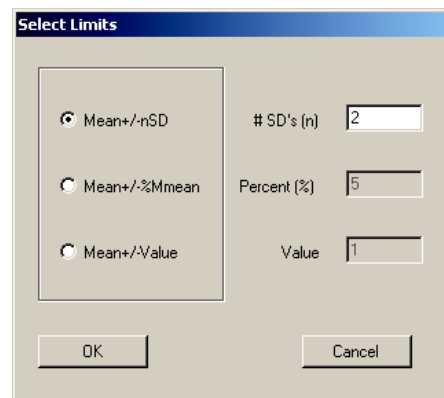 Select Limits
Mean+/-nSD # SD's (n) 2
Mean+/-%Mmean Percent (%) 5
Mean+/-Value Value 1
OK Cancel